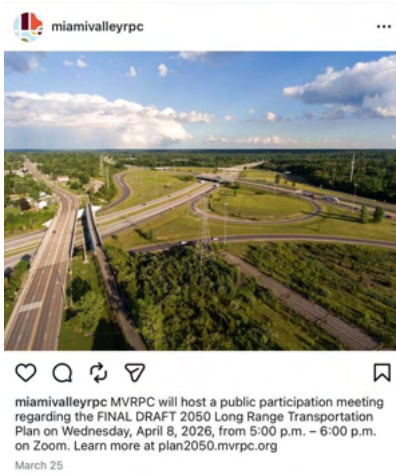 miamivalleyrpc
miamivalleyrpc MVRPC will host a public participation meeting
regarding the FINAL DRAFT 2050 Long Range Transportation
Plan on Wednesday, April 8, 2026, from 5:00 p.m. – 6:00 p.m.
on Zoom. Learn more at plan2050.mvrpc.org
March 25